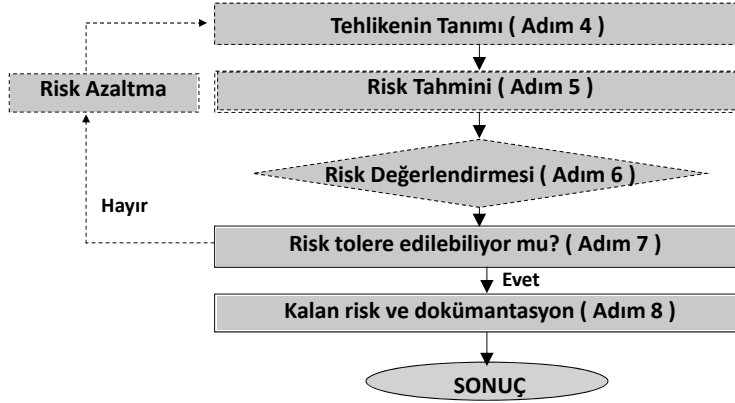 Tehlikenin Tanımı ( Adım 4 )
Risk Azaltma
Risk Tahmini ( Adım 5 )
Risk Değerlendirmesi ( Adım 6 )
Hayır
Risk tolere edilebiliyor mu? ( Adım 7 )
Evet
Kalan risk ve dokümantasyon ( Adım 8 )
SONUÇ